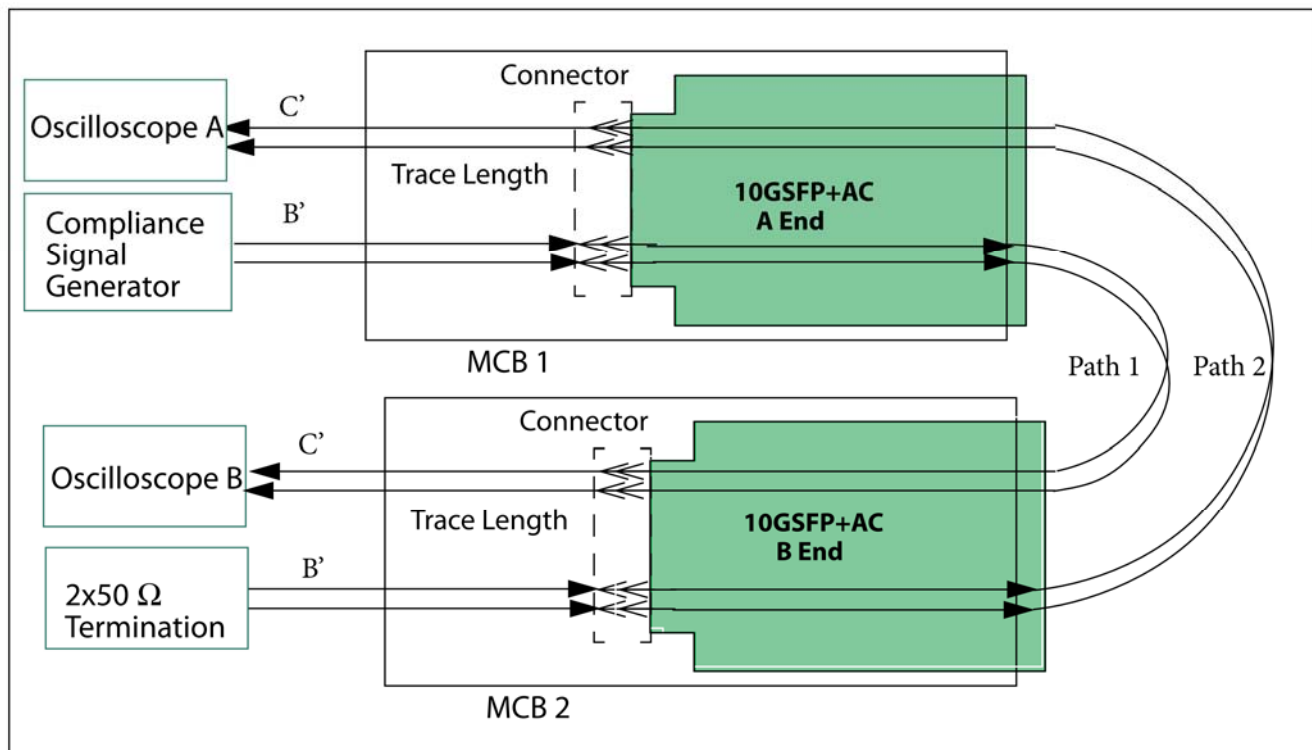 Connector
C’
Oscilloscope A
Trace Length
10GSFP+AC
A End
B’
Compliance
Signal
Generator
MCB 1
Path 1
Path 2
Connector
C’
Oscilloscope B
Trace Length
10GSFP+AC
B End
B’
2x50 Ω
Termination
MCB 2